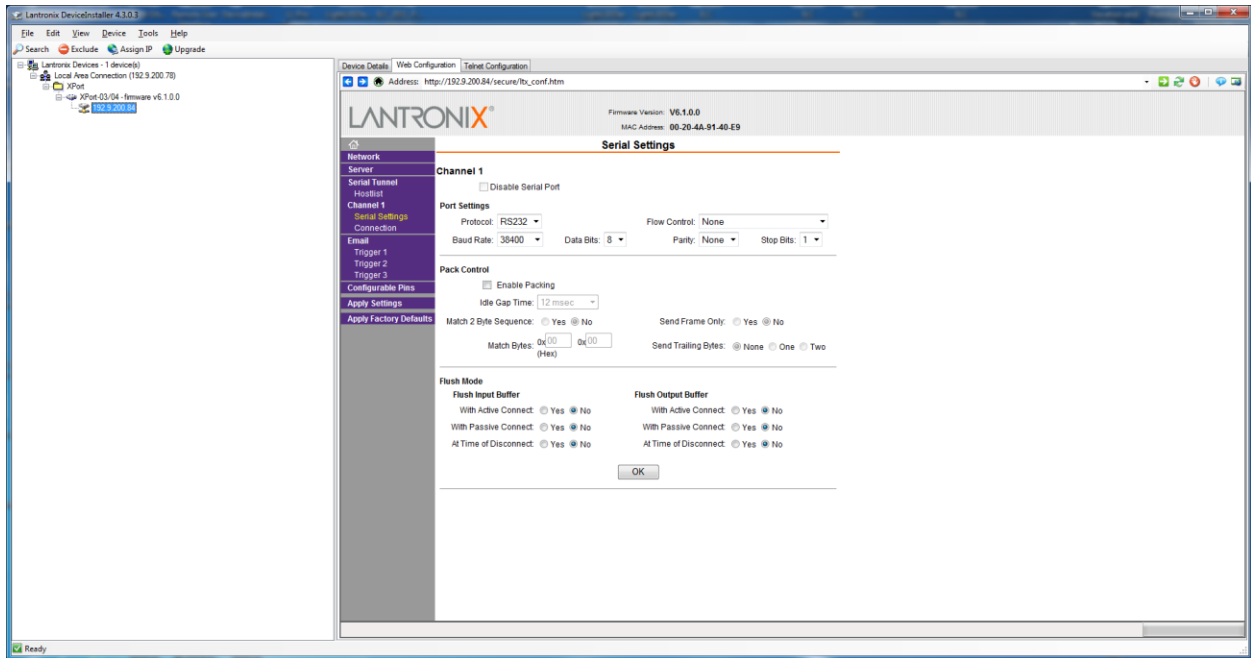 Lantronix DeviceInstaller 4.3.0.3
File Edit View Device Tools Help
Search Exclude Assign IP Upgrade
Lantronix Devices - 1 device(s)
Local Area Connection (192.9.200.78)
XPort
XPort-03/04 - firmware v6.1.0.0
192.9.200.84
Device Details Web Configuration Telnet Configuration
Address: http://192.9.200.84/secure/ltx_conf.htm
LANTRONIX®
Firmware Version: V6.1.0.0
MAC Address: 00-20-4A-91-40-E9
Network
Server
Serial Tunnel
Hostlist
Channel 1
Serial Settings
Connection
Email
Trigger 1
Trigger 2
Trigger 3
Configurable Pins
Apply Settings
Apply Factory Defaults
Serial Settings
Channel 1
Disable Serial Port
Port Settings
Protocol: RS232 Flow Control: None
Baud Rate: 38400 Data Bits: 8 Parity: None Stop Bits: 1
Pack Control
Enable Packing
Idle Gap Time: 12 msec
Match 2 Byte Sequence: Yes No Send Frame Only: Yes No
Match Bytes: 0x 00 0x 00 Send Trailing Bytes: None One Two
(Hex)
Flush Mode
Flush Input Buffer Flush Output Buffer
With Active Connect: Yes No With Active Connect: Yes No
With Passive Connect: Yes No With Passive Connect: Yes No
At Time of Disconnect: Yes No At Time of Disconnect: Yes No
OK
Ready